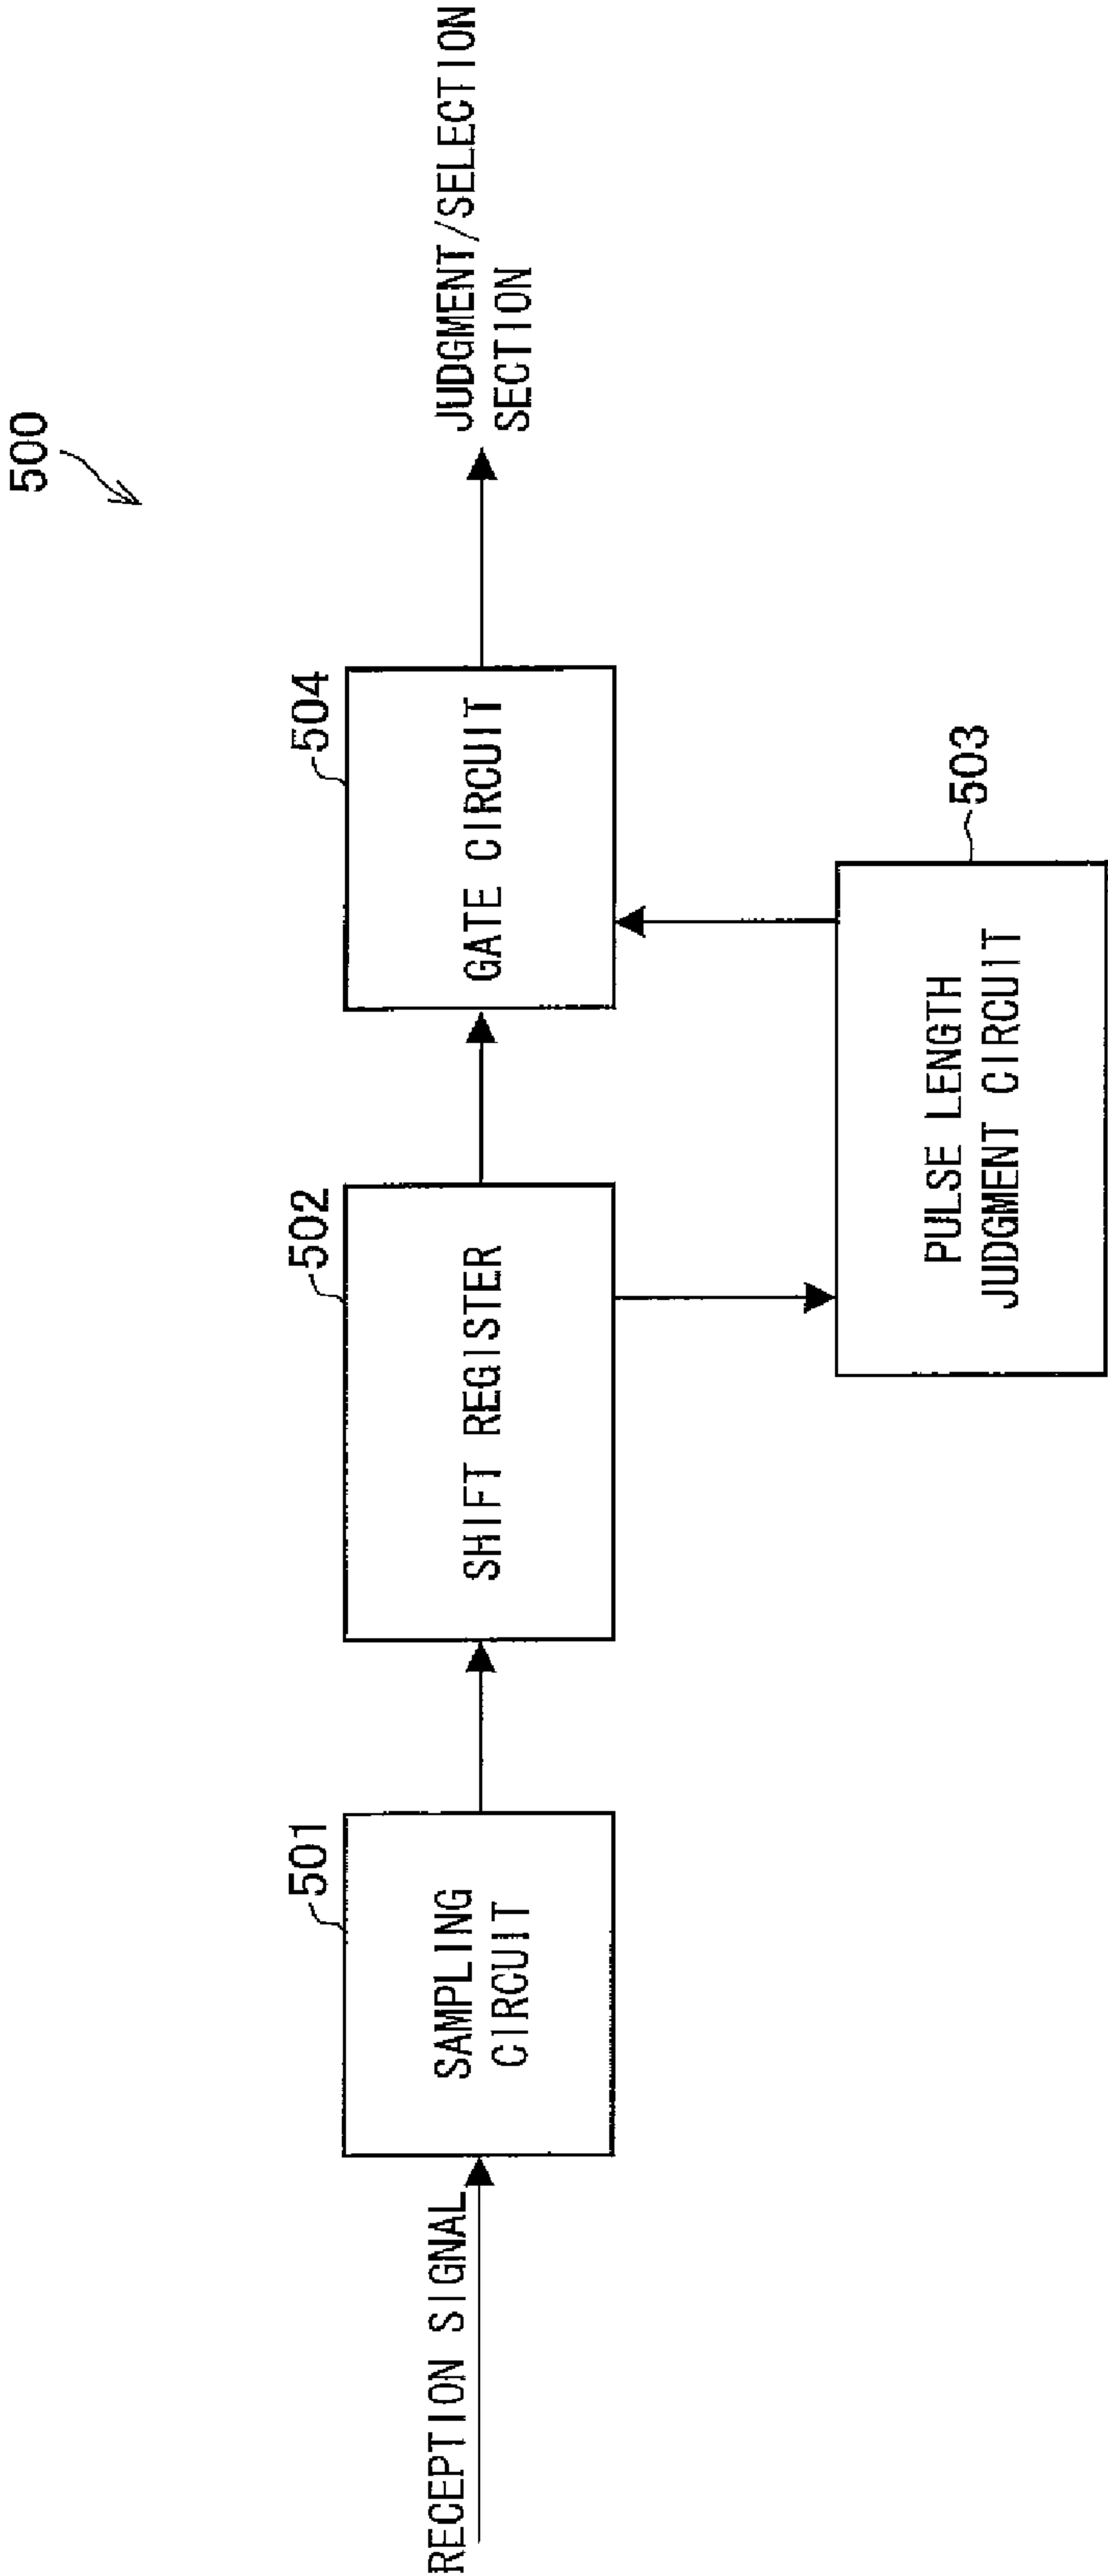 500
RECEPTION SIGNAL
501
SAMPLING
CIRCUIT
502
SHIFT REGISTER
504
GATE CIRCUIT
JUDGMENT/SELECTION
SECTION
503
PULSE LENGTH
JUDGMENT CIRCUIT